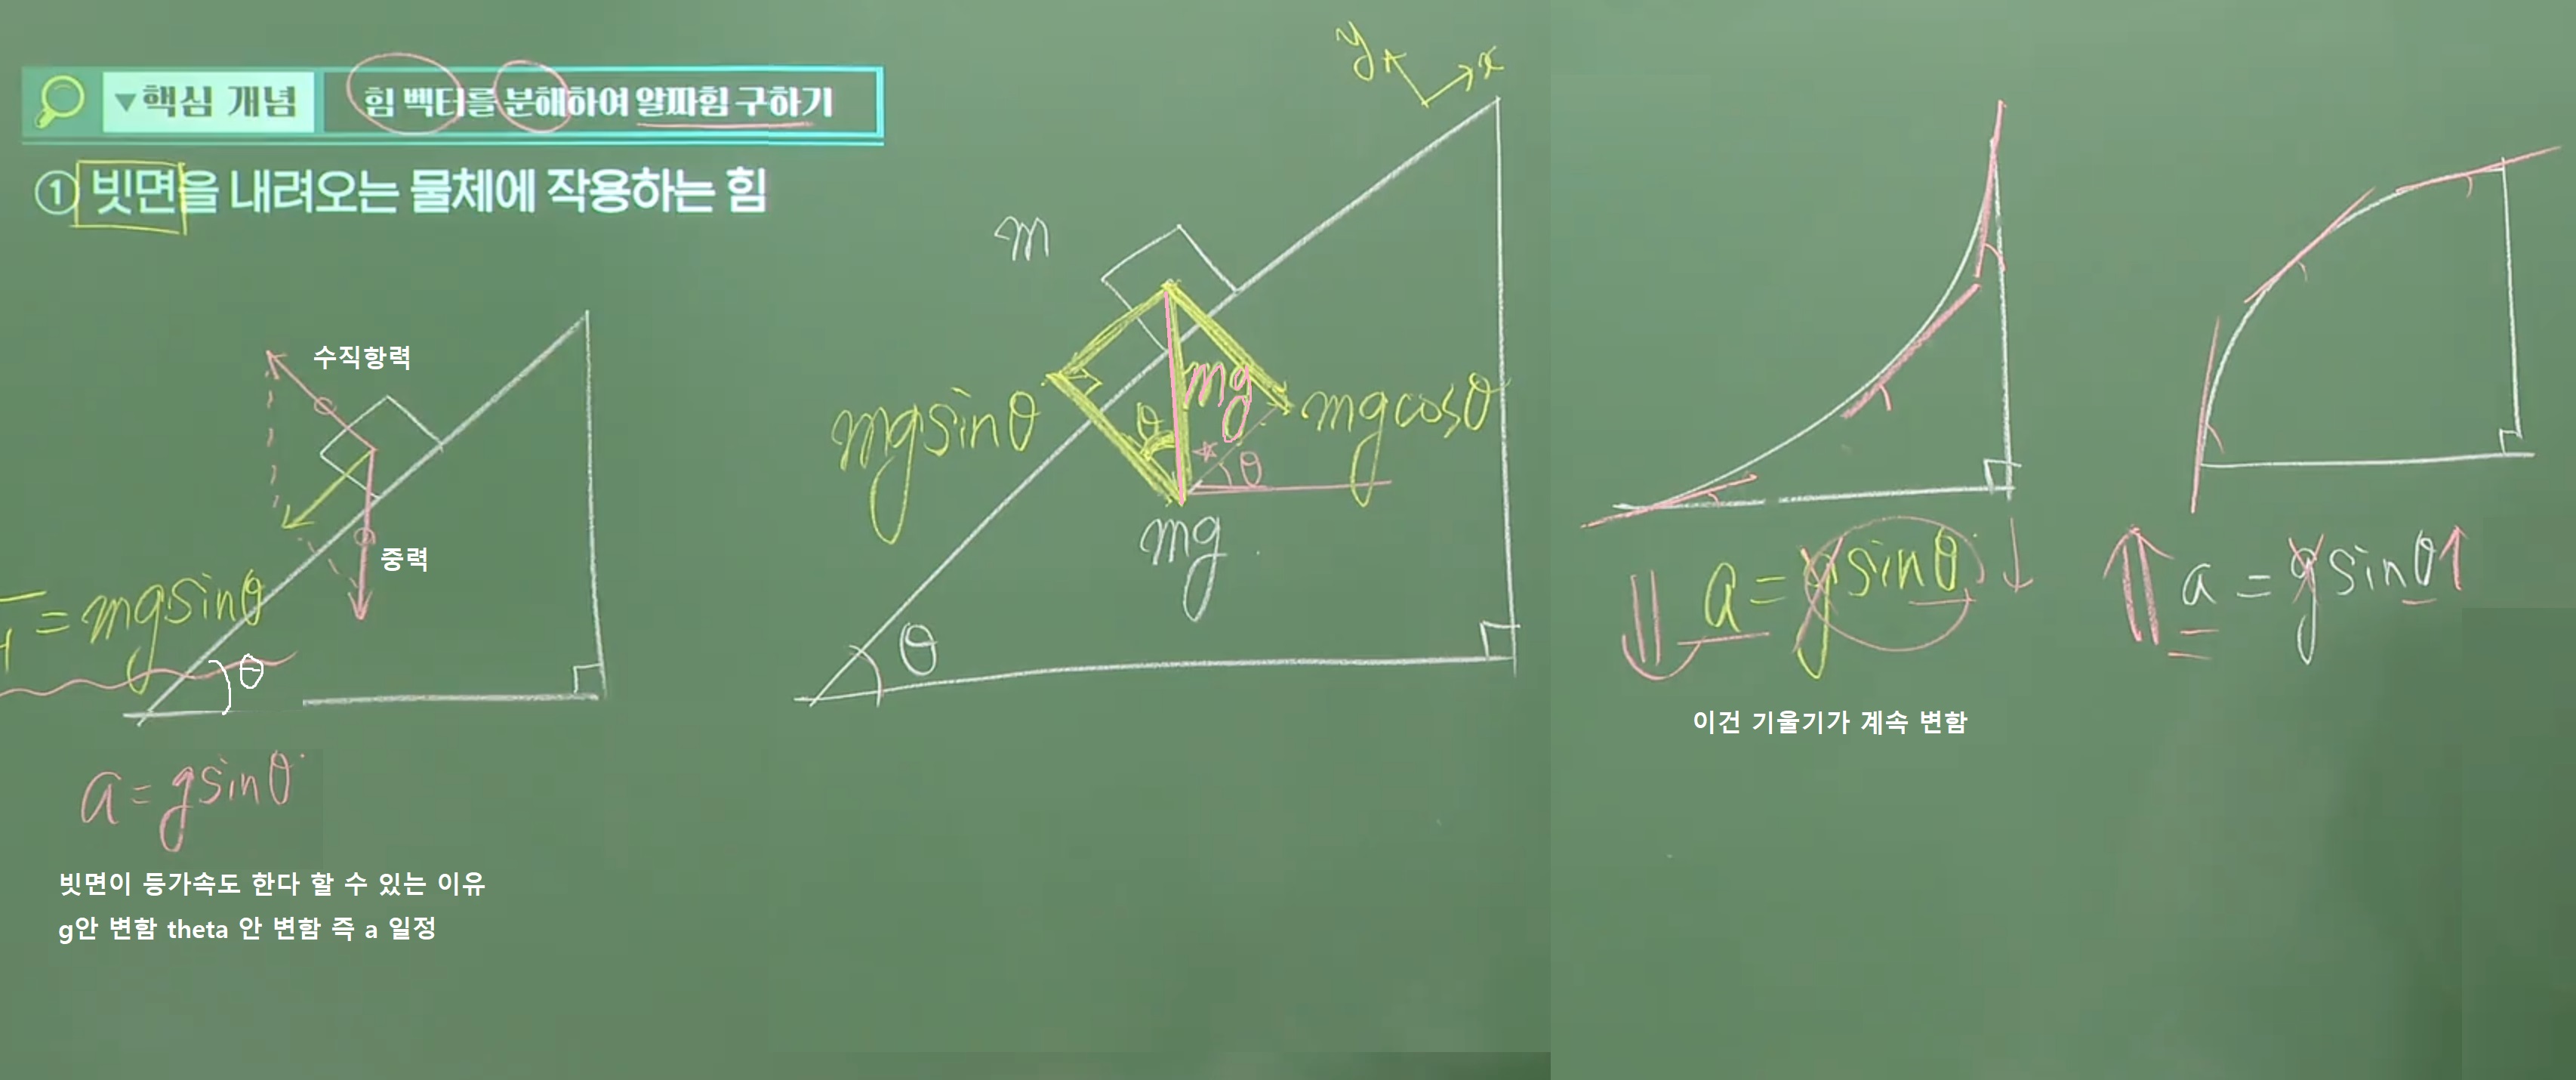 ▼핵심 개념
힘 벡터를 분해하여 알짜힘 구하기
① 빗면을 내려오는 물체에 작용하는 힘
수직항력
중력
= mgsinθ
θ
a = gsinθ
빗면이 등가속도 한다 할 수 있는 이유
g안 변함 theta 안 변함 즉 a 일정
y
x
m
mgsinθ
θ
mg
mgcosθ
θ
mg
θ
a = gsinθ
이건 기울기가 계속 변함
a = gsinθ